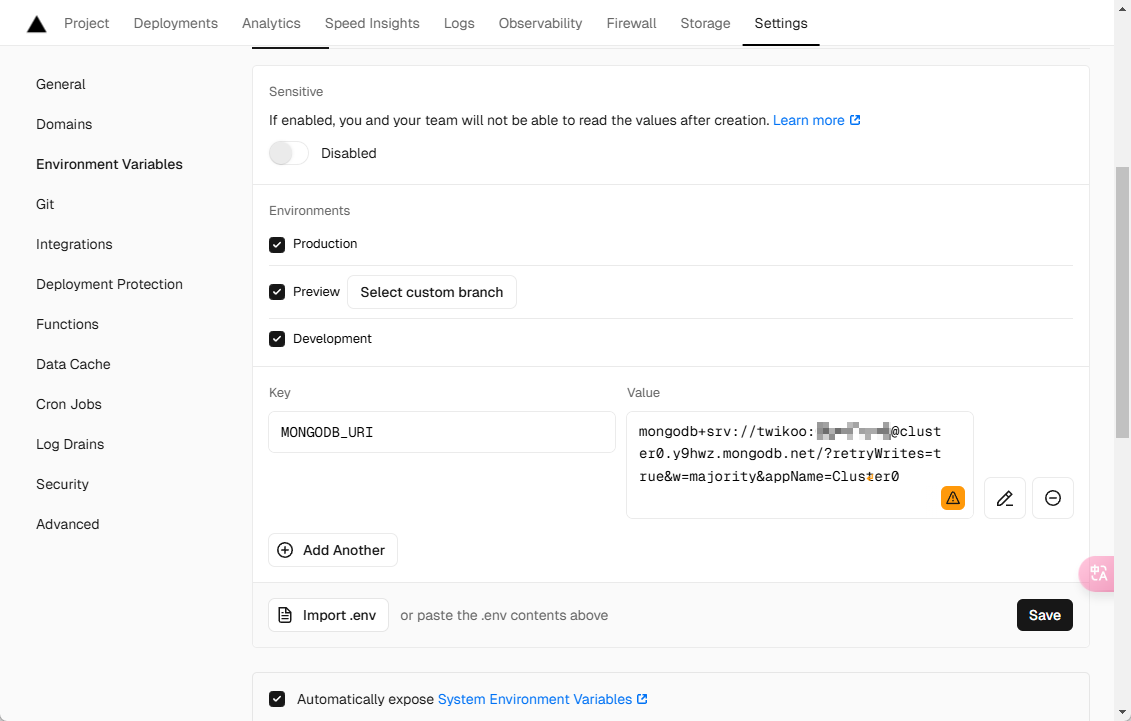 Project Deployments Analytics Speed Insights Logs Observability Firewall Storage Settings
General
Domains
Environment Variables
Git
Integrations
Deployment Protection
Functions
Data Cache
Cron Jobs
Log Drains
Security
Advanced
Sensitive
If enabled, you and your team will not be able to read the values after creation. Learn more
Disabled
Environments
Production
Preview Select custom branch
Development
Key Value
MONGODB_URI
mongodb+srv://twikoo: @clust
er0.y9hwz.mongodb.net/?retryWrites=t
rue&w=majority&appName=Cluster0
Add Another
Import .env or paste the .env contents above Save
Automatically expose System Environment Variables
中 A